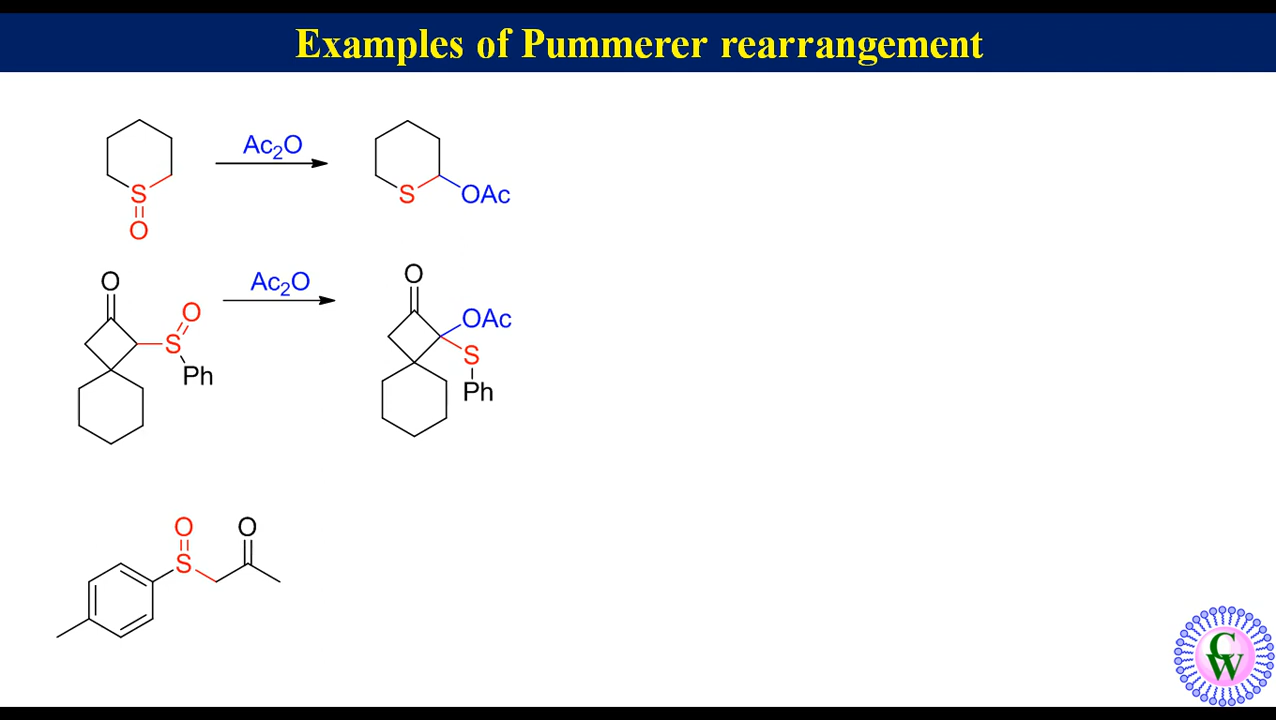 Examples of Pummerer rearrangement
Ac₂O
S
O
S
OAc
O
Ac₂O
O
S
Ph
O
OAc
S
Ph
O
O
S
CW